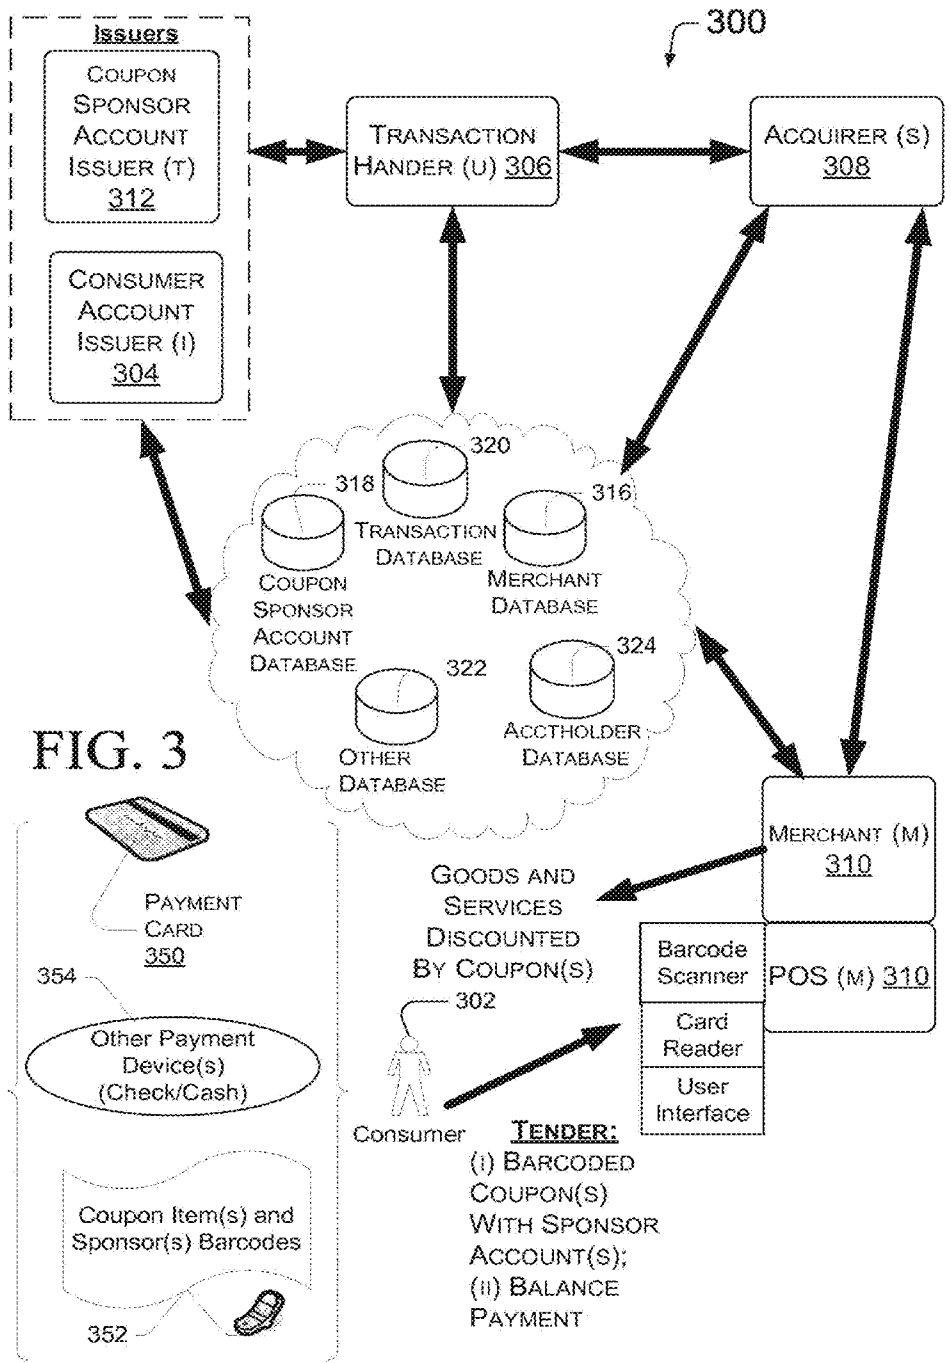 300
Issuers
COUPON
SPONSOR
ACCOUNT
ISSUER (T)
312
CONSUMER
ACCOUNT
ISSUER (I)
304
TRANSACTION
HANDER (U) 306
ACQUIRER (S)
308
320
318
316
TRANSACTION
DATABASE
COUPON
SPONSOR
ACCOUNT
DATABASE
MERCHANT
DATABASE
322
324
OTHER
DATABASE
ACCTHOLDER
DATABASE
FIG. 3
PAYMENT
CARD
350
354
Other Payment
Device(s)
(Check/Cash)
Coupon Item(s) and
Sponsor(s) Barcodes
352
GOODS AND
SERVICES
DISCOUNTED
BY COUPON(S)
302
Consumer
MERCHANT (M)
310
POS (M) 310
Barcode
Scanner
Card
Reader
User
Interface
TENDER:
(I) BARCODED
COUPON(S)
WITH SPONSOR
ACCOUNT(S);
(II) BALANCE
PAYMENT